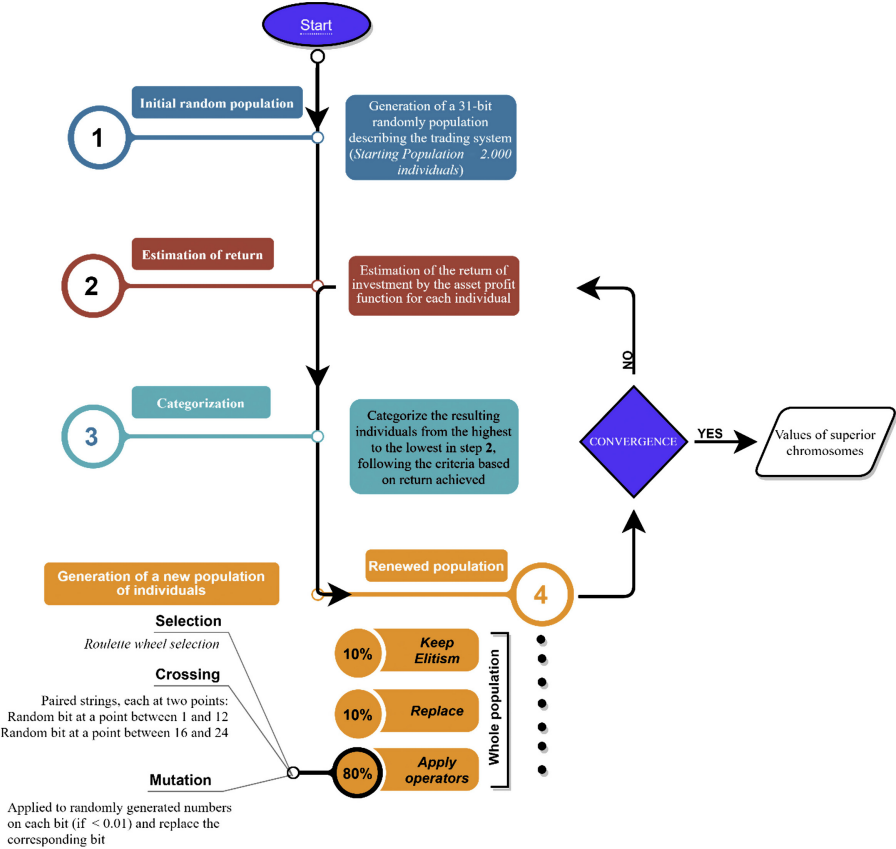 Start
Initial random population
1
Generation of a 31-bit
randomly population
describing the trading system
(Starting Population 2.000
individuals)
Estimation of return
2
Estimation of the return of
investment by the asset profit
function for each individual
NO
Categorization
3
Categorize the resulting
individuals from the highest
to the lowest in step 2,
following the criteria based
on return achieved
CONVERGENCE
YES
Values of superior
chromosomes
Generation of a new population
of individuals
Renewed population
4
Selection
Roulette wheel selection
Crossing
Paired strings, each at two points:
Random bit at a point between 1 and 12
Random bit at a point between 16 and 24
Mutation
Applied to randomly generated numbers
on each bit (if < 0.01) and replace the
corresponding bit
10%
Keep
Elitism
10%
Replace
80%
Apply
operators
Whole population